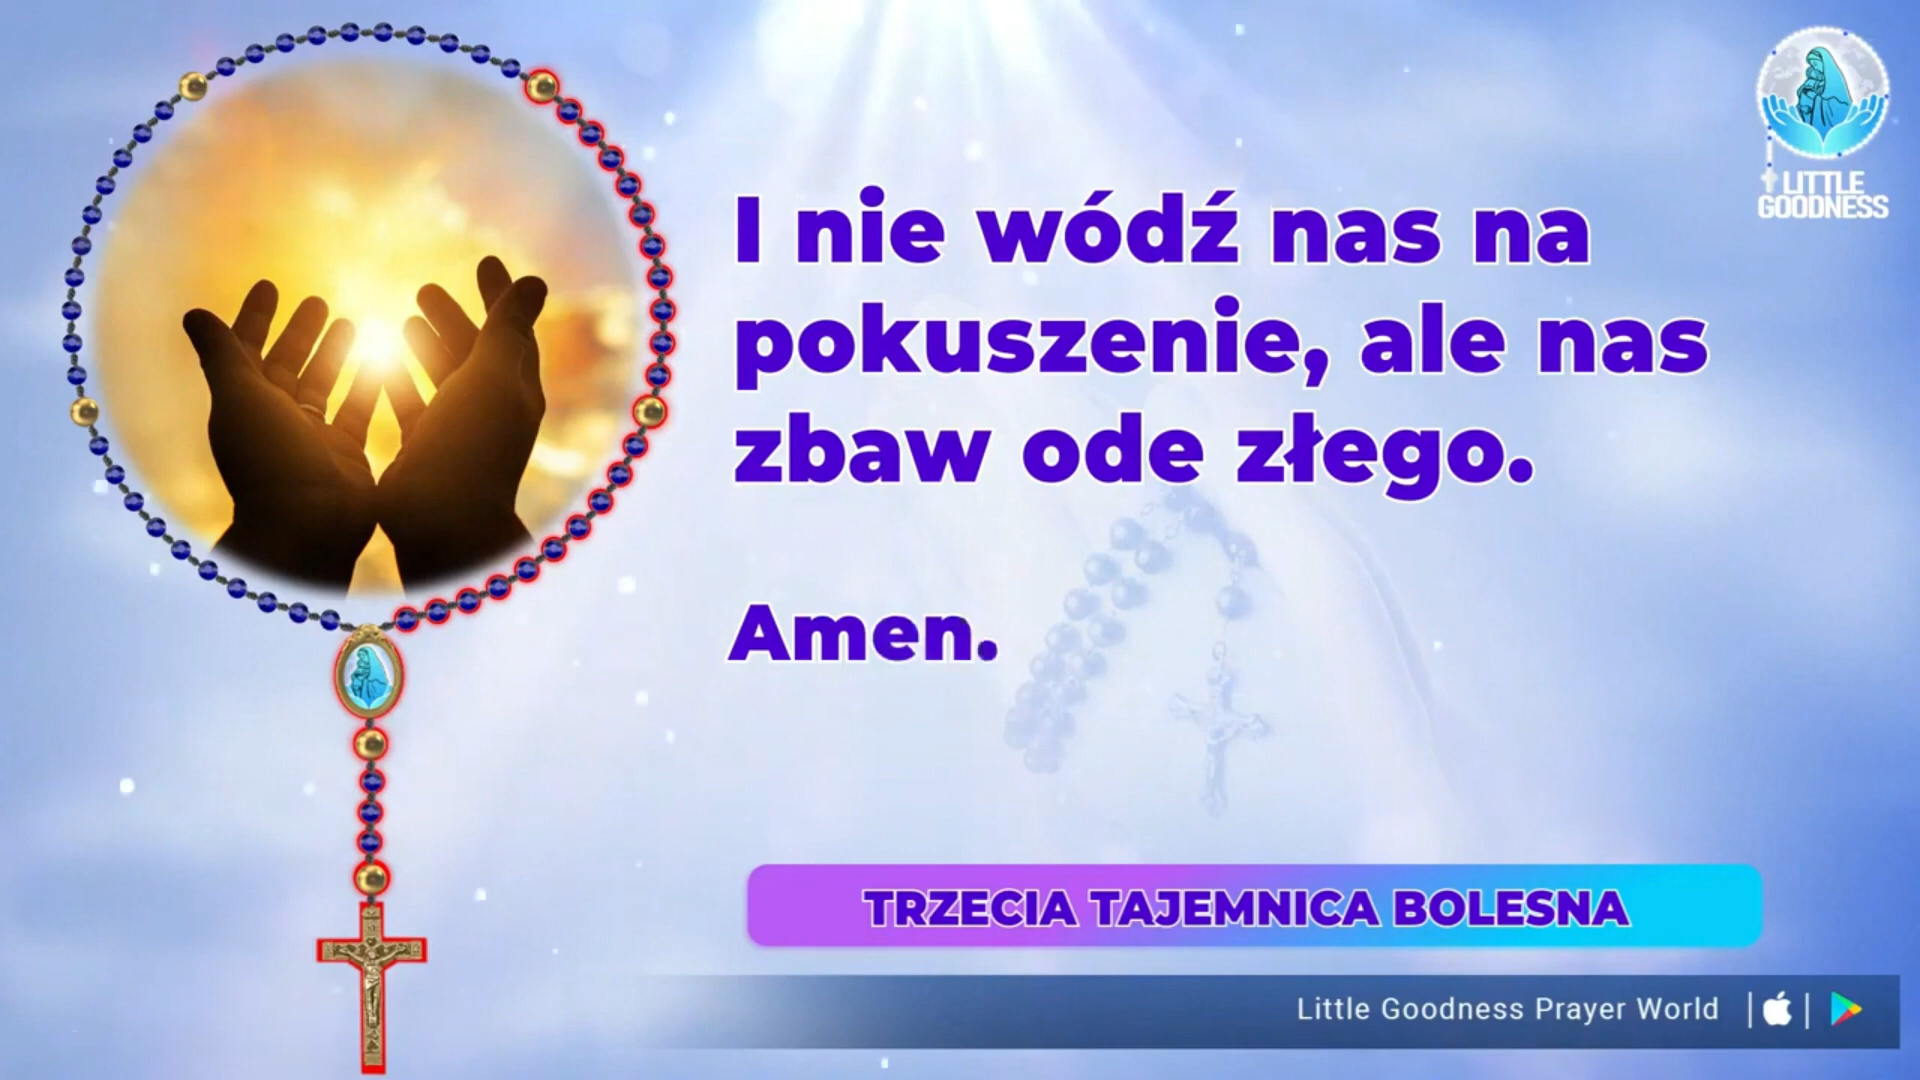 LITTLE
GOODNESS
I nie wódź nas na
pokuszenie, ale nas
zbaw ode złego.
Amen.
TRZECIA TAJEMNICA BOLESNA
Little Goodness Prayer World